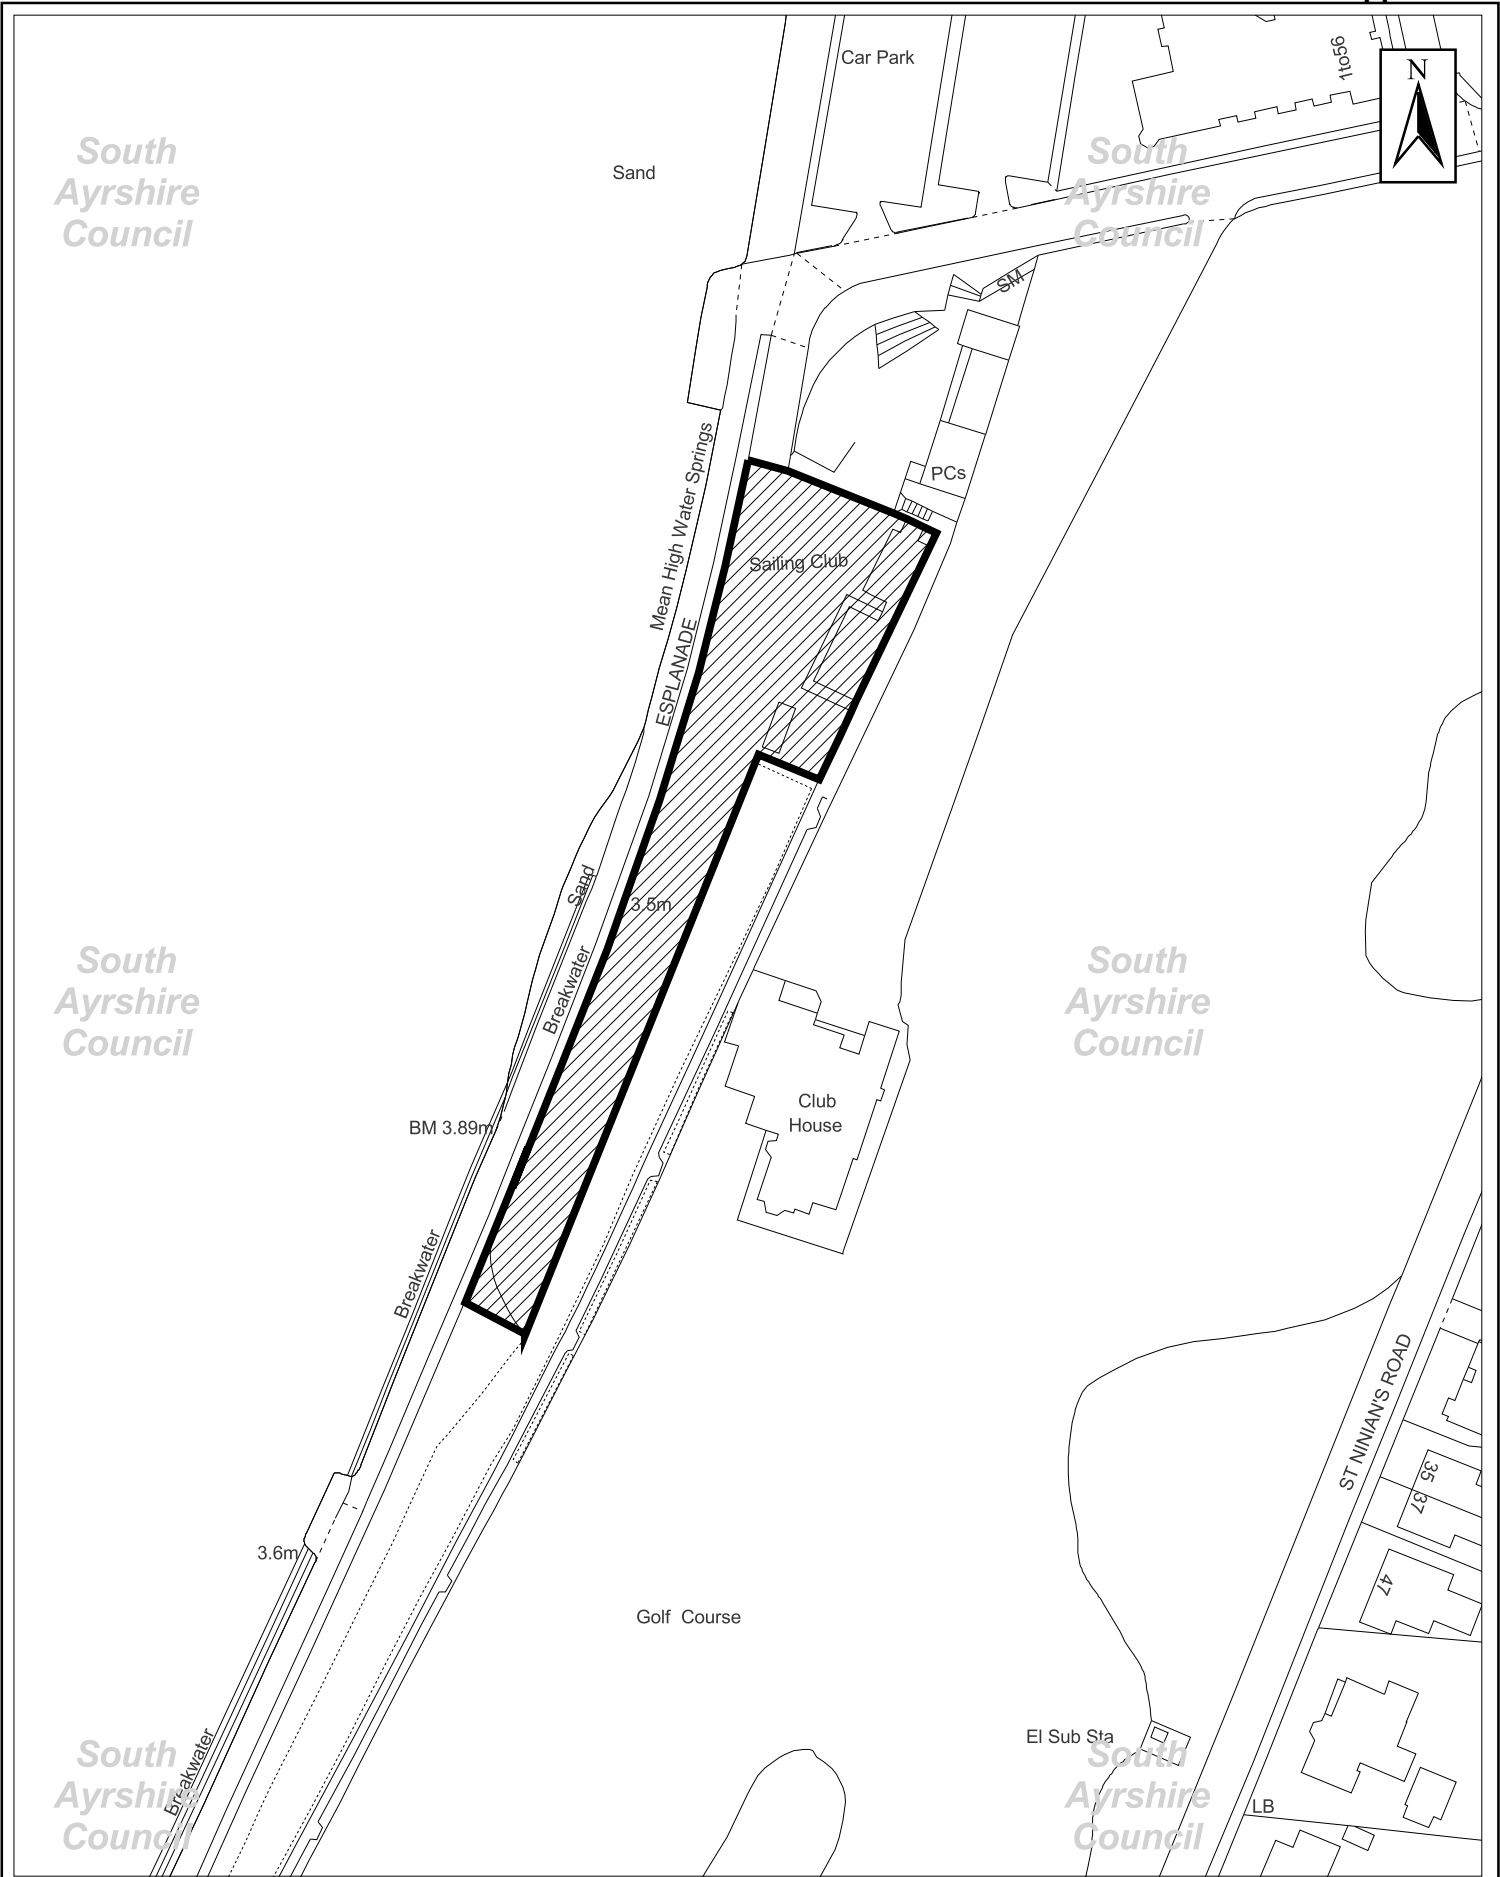 Car Park
1to56
N
South
Ayrshire
Council
Sand
South
Ayrshire
Council
SM
Mean High Water Springs
PCs
Sailing Club
ESPLANADE
Sand
3.5m
Breakwater
South
Ayrshire
Council
South
Ayrshire
Council
BM 3.89m
Club
House
Breakwater
ST NINIAN'S ROAD
35
37
3.6m
47
Golf Course
El Sub Sta
Breakwater
South
Ayrshire
Council
South
Ayrshire
Council
LB